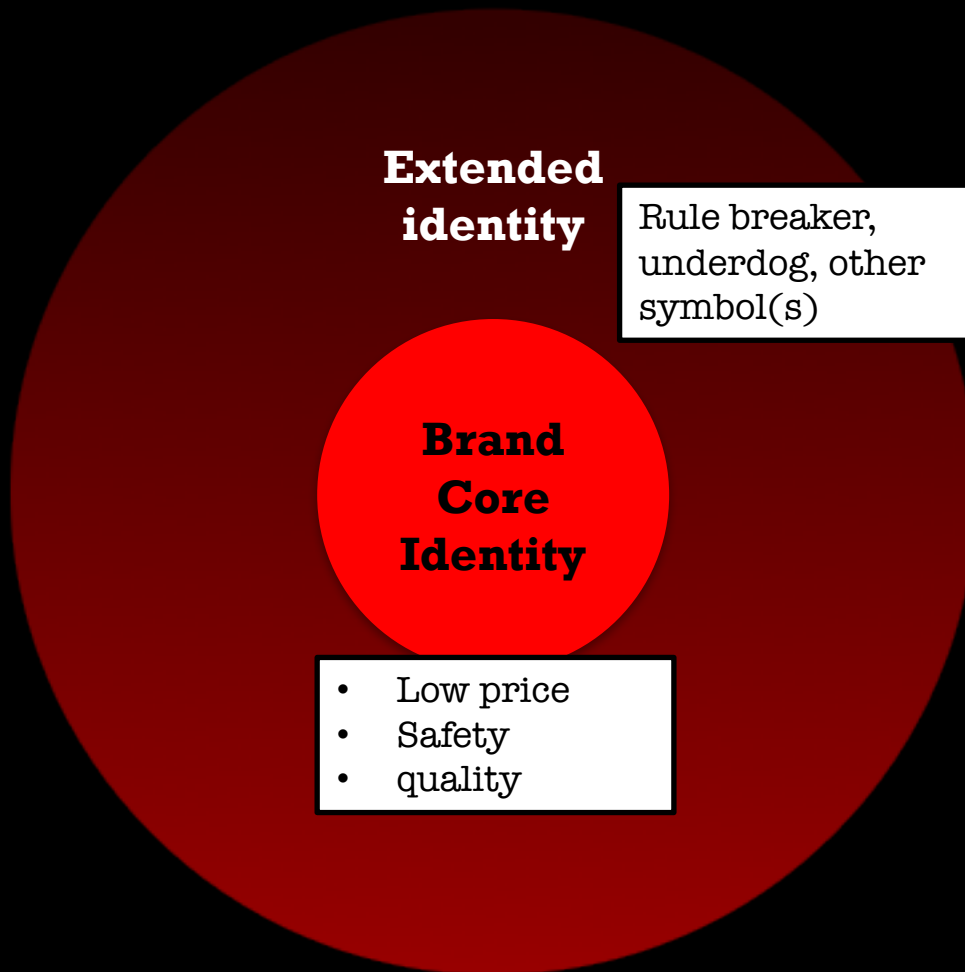 Extended
identity
Rule breaker,
underdog, other
symbol(s)
Brand
Core
Identity
• Low price
• Safety
• quality